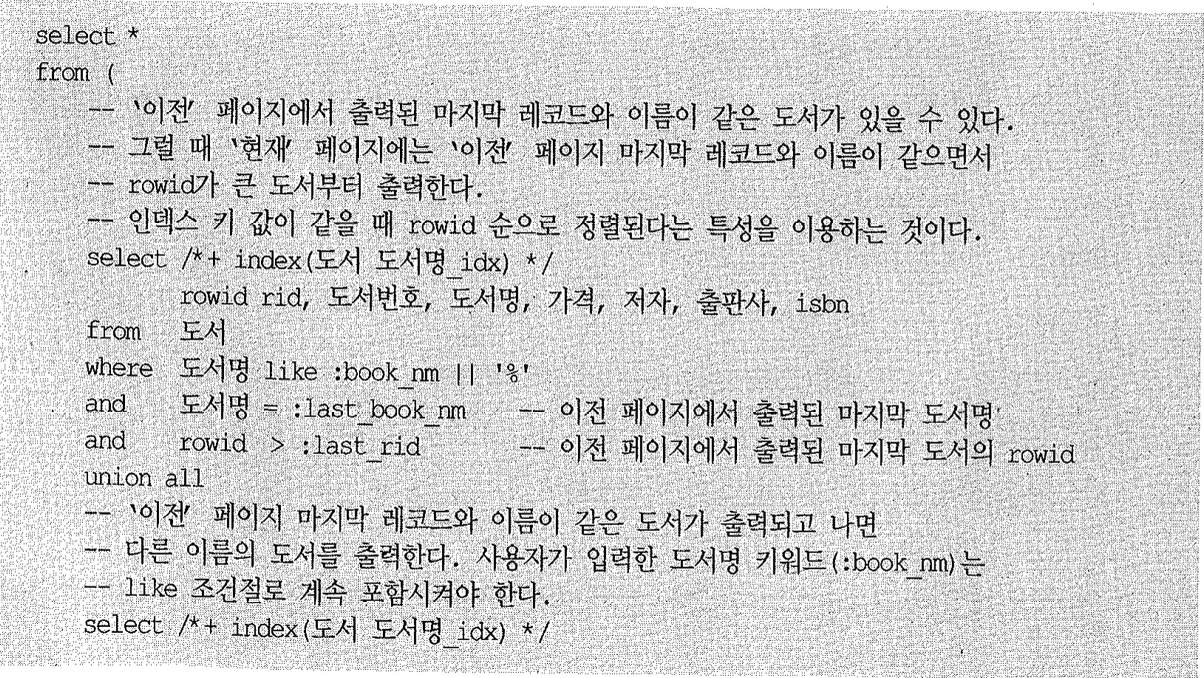 select *
from (
-- '이전' 페이지에서 출력된 마지막 레코드와 이름이 같은 도서가 있을 수 있다.
-- 그럴 때 '현재' 페이지에는 '이전' 페이지 마지막 레코드와 이름이 같으면서
-- rowid가 큰 도서부터 출력한다.
-- 인덱스 키 값이 같을 때 rowid 순으로 정렬된다는 특성을 이용하는 것이다.
select /*+ index(도서 도서명_idx) */
rowid rid, 도서번호, 도서명, 가격, 저자, 출판사, isbn
from 도서
where 도서명 like :book_nm || '%'
and 도서명 = :last_book_nm -- 이전 페이지에서 출력된 마지막 도서명
and rowid > :last_rid -- 이전 페이지에서 출력된 마지막 도서의 rowid
union all
-- '이전' 페이지 마지막 레코드와 이름이 같은 도서가 출력되고 나면
-- 다른 이름의 도서를 출력한다. 사용자가 입력한 도서명 키워드(:book_nm)는
-- like 조건절로 계속 포함시켜야 한다.
select /*+ index(도서 도서명_idx) */